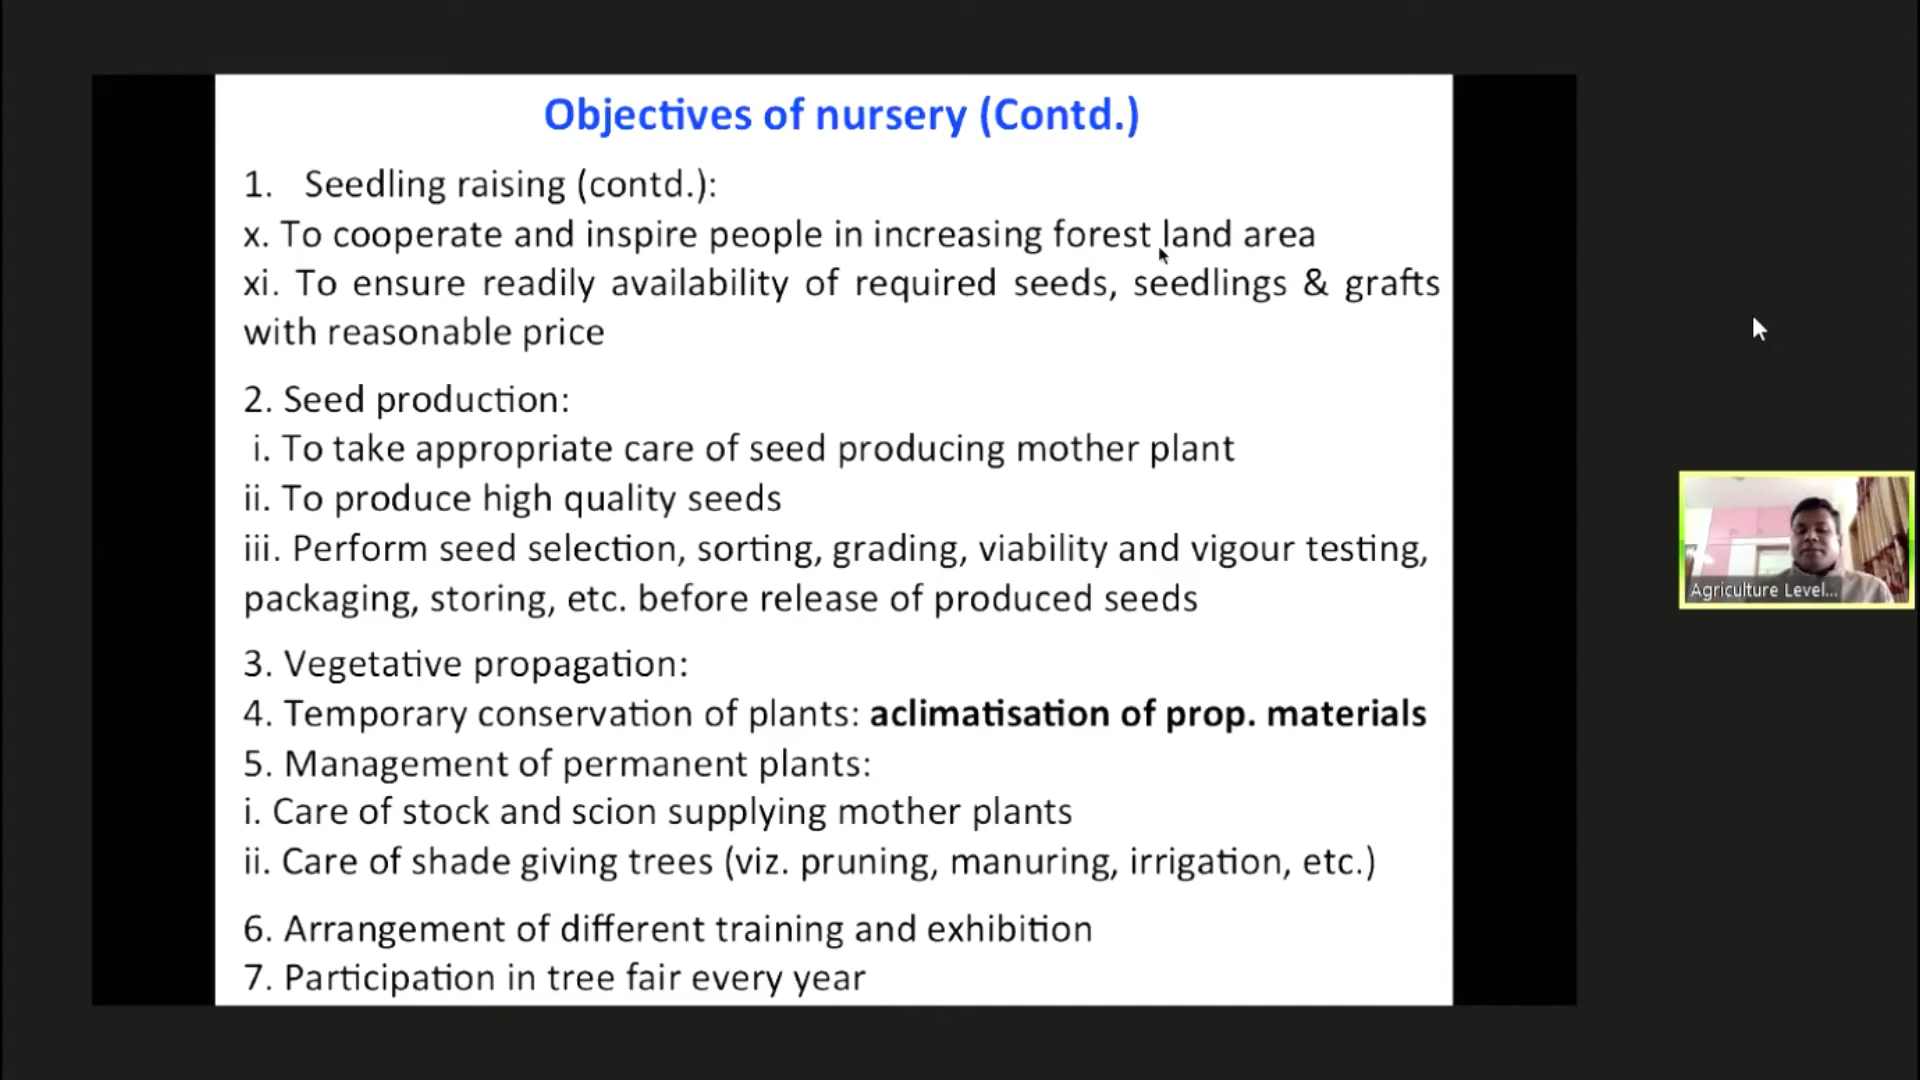 Objectives of nursery (Contd.)
1. Seedling raising (contd.):
x. To cooperate and inspire people in increasing forest land area
xi. To ensure readily availability of required seeds, seedlings & grafts
with reasonable price
2. Seed production:
i. To take appropriate care of seed producing mother plant
ii. To produce high quality seeds
iii. Perform seed selection, sorting, grading, viability and vigour testing,
packaging, storing, etc. before release of produced seeds
3. Vegetative propagation:
4. Temporary conservation of plants: aclimatisation of prop. materials
5. Management of permanent plants:
i. Care of stock and scion supplying mother plants
ii. Care of shade giving trees (viz. pruning, manuring, irrigation, etc.)
6. Arrangement of different training and exhibition
7. Participation in tree fair every year
Agriculture Level...